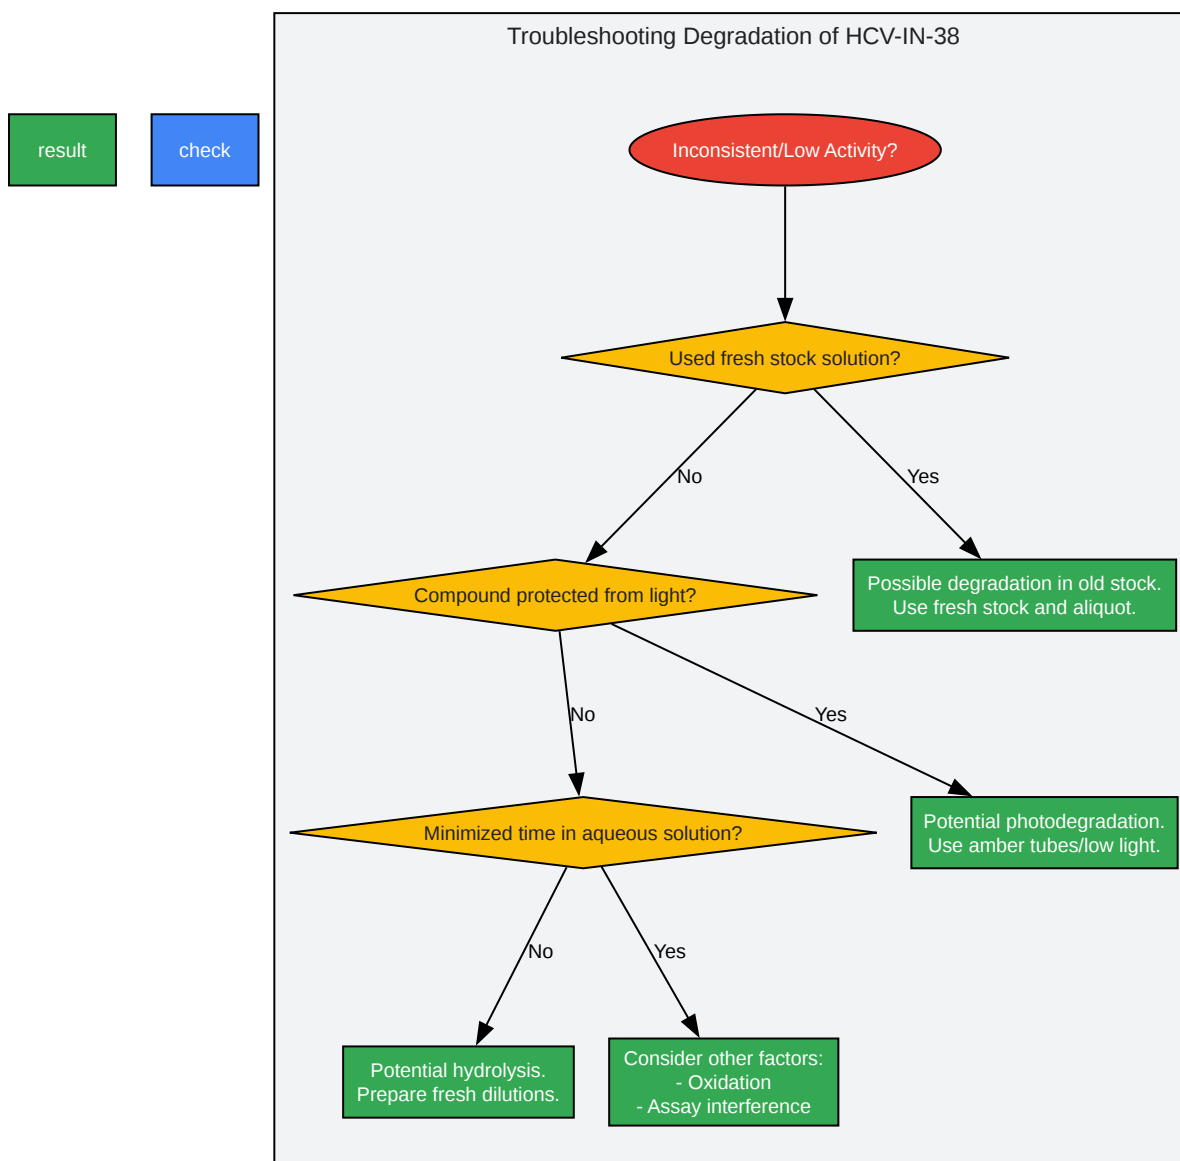 Troubleshooting Degradation of HCV-IN-38
result
check
Inconsistent/Low Activity?
Used fresh stock solution?
No
Yes
Compound protected from light?
Possible degradation in old stock.
Use fresh stock and aliquot.
No
Yes
Minimized time in aqueous solution?
Potential photodegradation.
Use amber tubes/low light.
No
Yes
Potential hydrolysis.
Prepare fresh dilutions.
Consider other factors:
- Oxidation
- Assay interference